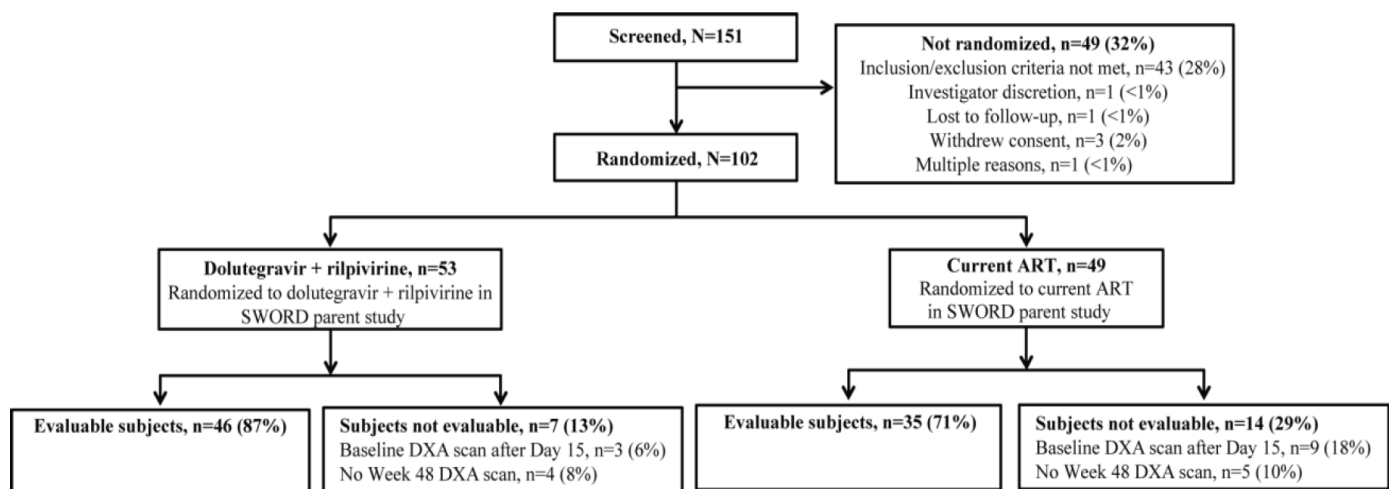 Screened, N=151
Not randomized, n=49 (32%)
Inclusion/exclusion criteria not met, n=43 (28%)
Investigator discretion, n=1 (<1%)
Lost to follow-up, n=1 (<1%)
Withdrew consent, n=3 (2%)
Multiple reasons, n=1 (<1%)
Randomized, N=102
Dolutegravir + rilpivirine, n=53
Randomized to dolutegravir + rilpivirine in
SWORD parent study
Current ART, n=49
Randomized to current ART
in SWORD parent study
Evaluable subjects, n=46 (87%)
Subjects not evaluable, n=7 (13%)
Baseline DXA scan after Day 15, n=3 (6%)
No Week 48 DXA scan, n=4 (8%)
Evaluable subjects, n=35 (71%)
Subjects not evaluable, n=14 (29%)
Baseline DXA scan after Day 15, n=9 (18%)
No Week 48 DXA scan, n=5 (10%)